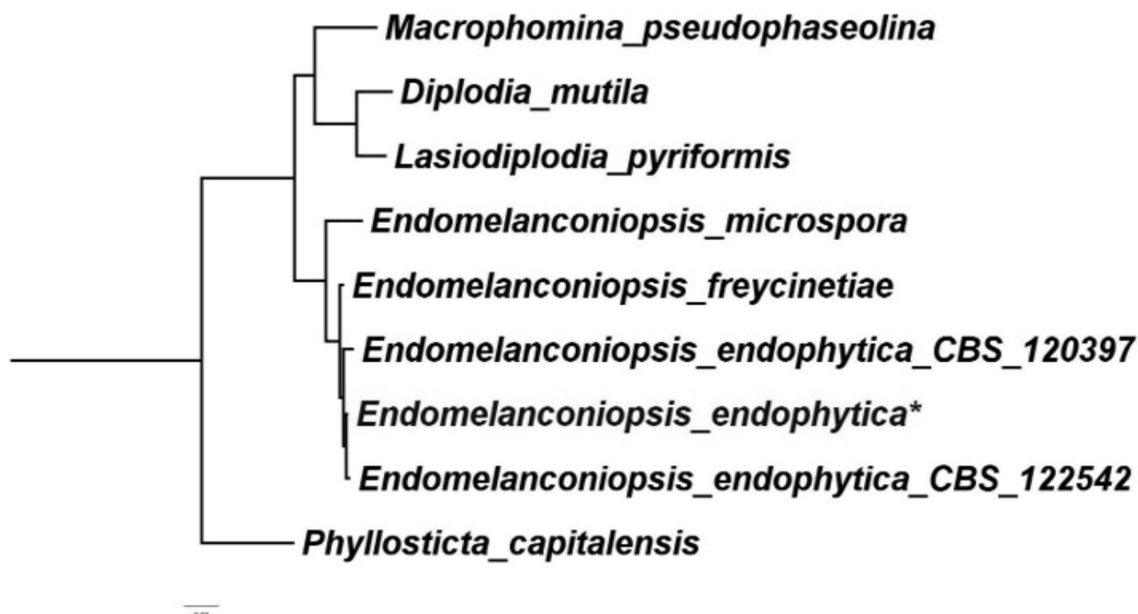 Macrophomina_pseudophaseolina
Diplodia_mutila
Lasiodiplodia_pyriformis
Endomelanconiopsis_microspora
Endomelanconiopsis_freycinetiae
Endomelanconiopsis_endophytica_CBS_120397
Endomelanconiopsis_endophytica*
Endomelanconiopsis_endophytica_CBS_122542
Phyllosticta_capitalensis